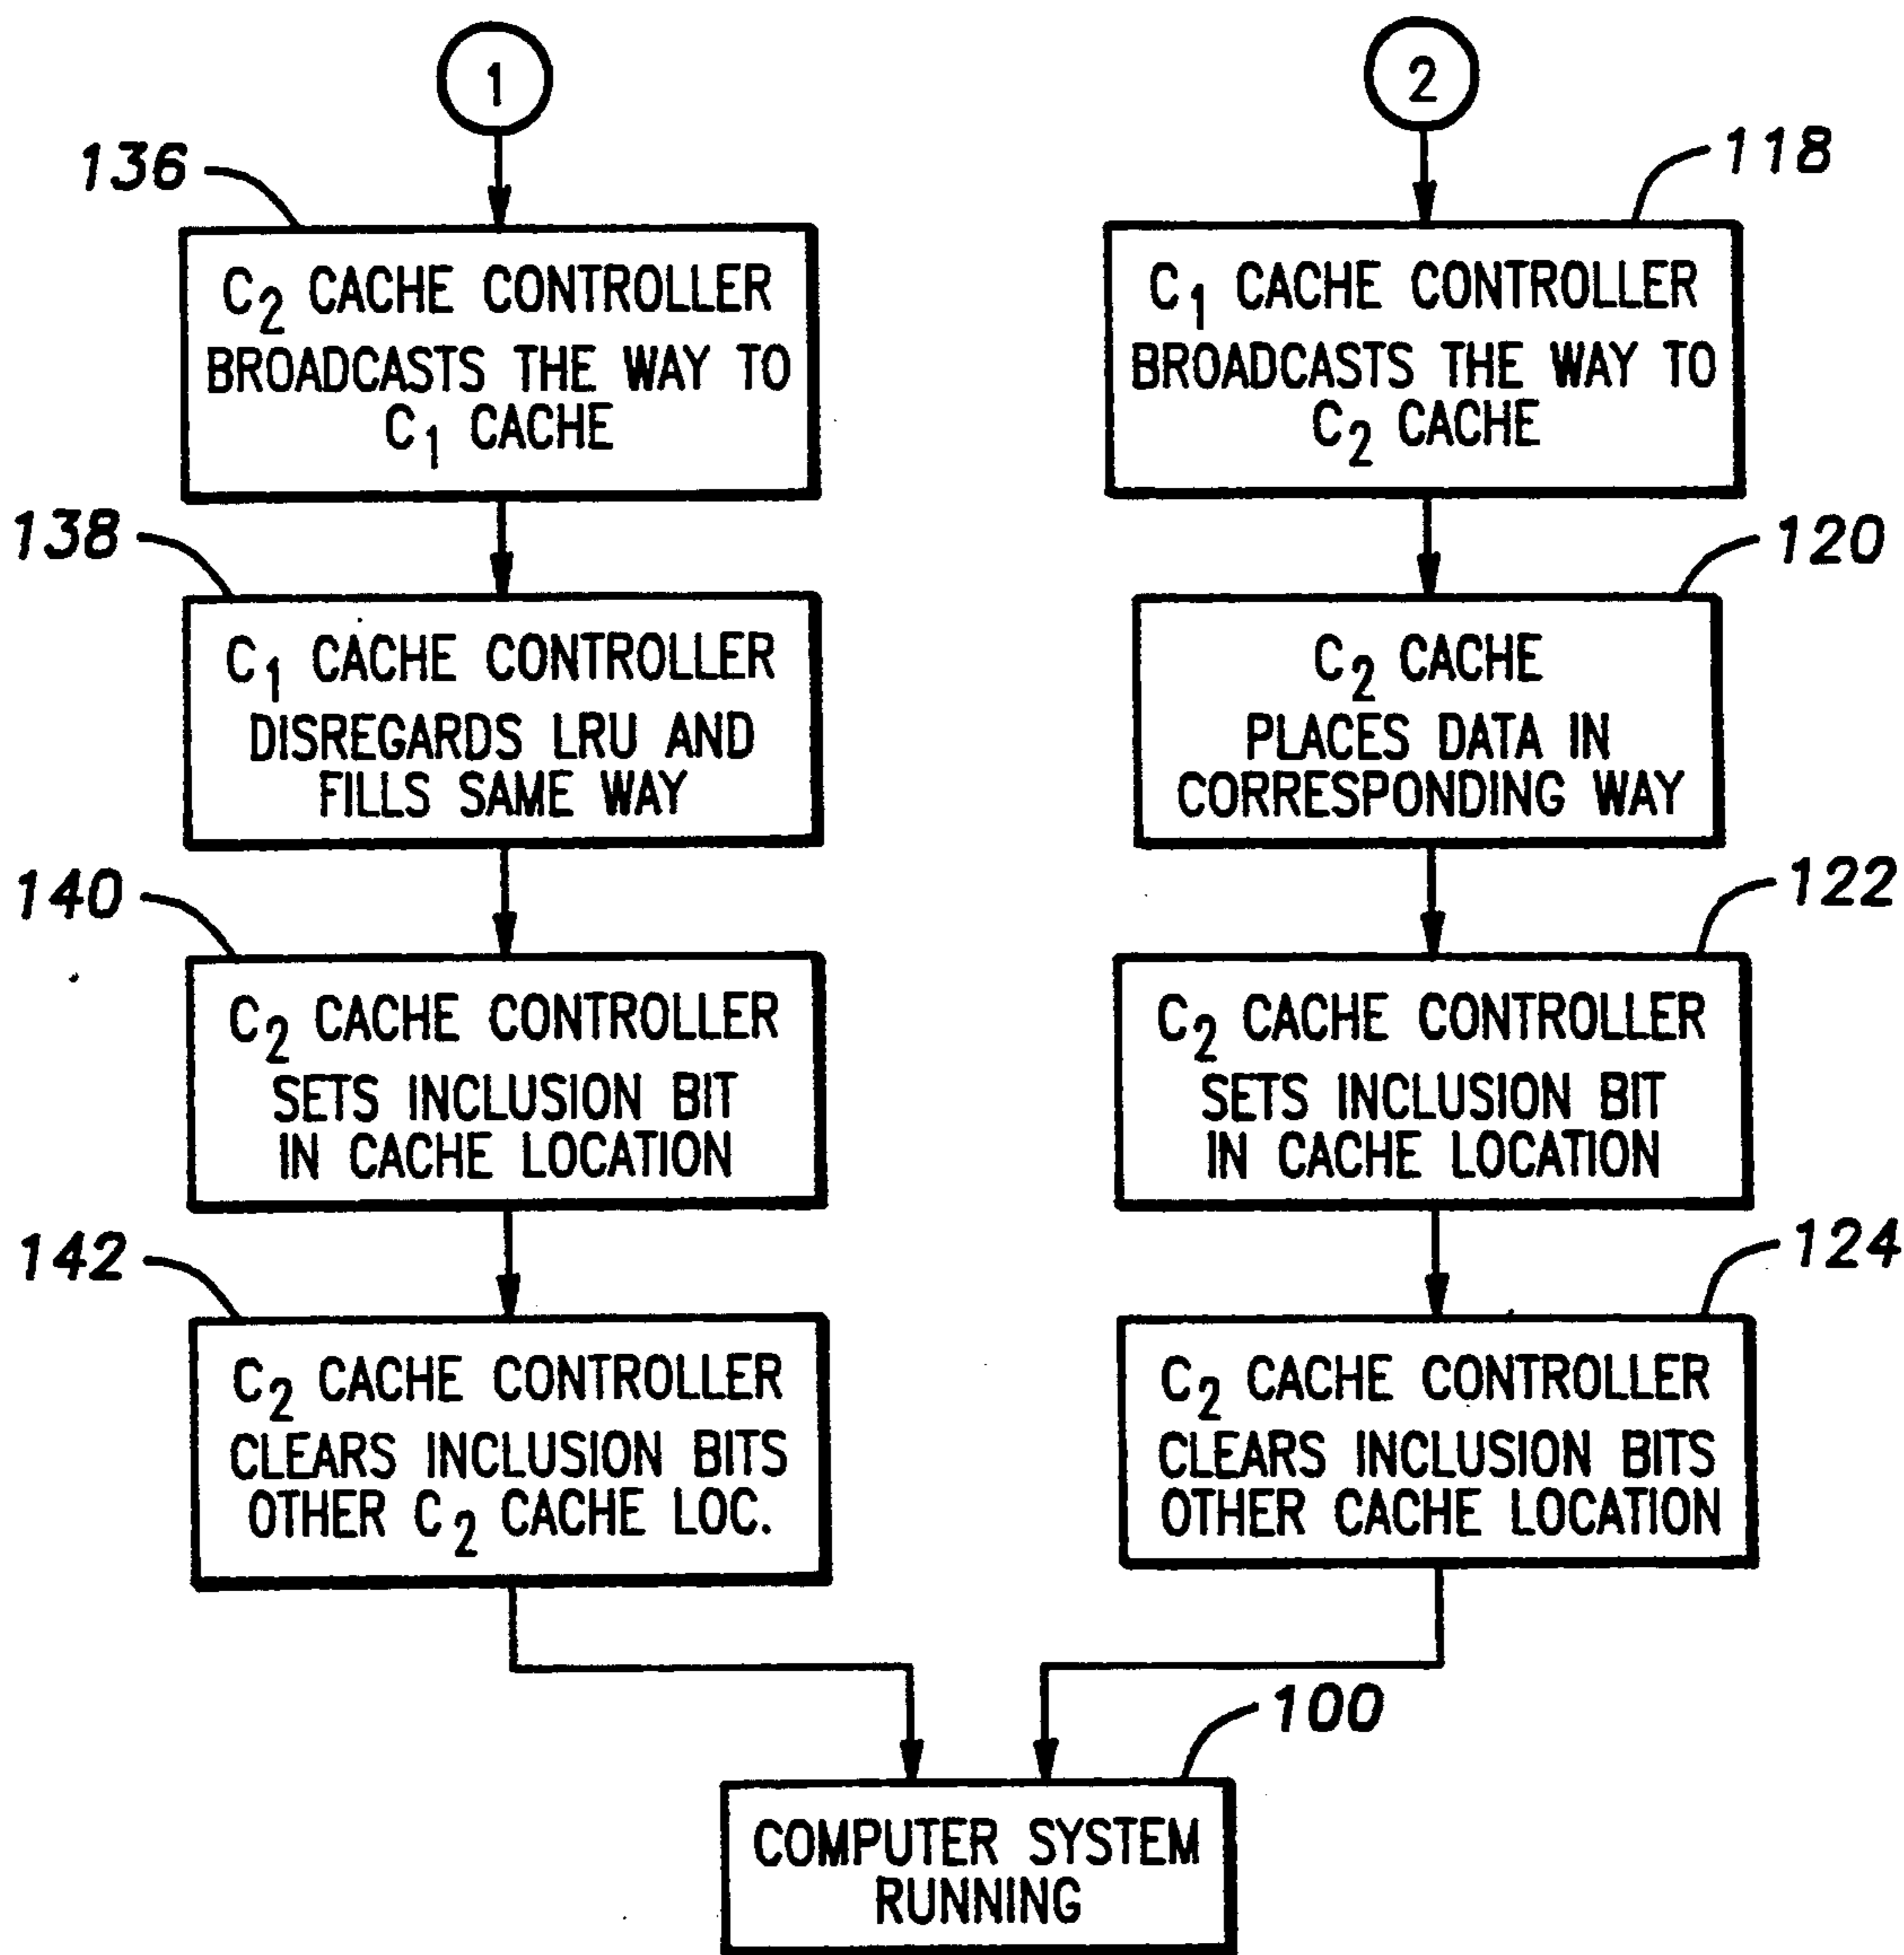 1
136
C₂ CACHE CONTROLLER
BROADCASTS THE WAY TO
C₁ CACHE
138
C₁ CACHE CONTROLLER
DISREGARDS LRU AND
FILLS SAME WAY
140
C₂ CACHE CONTROLLER
SETS INCLUSION BIT
IN CACHE LOCATION
142
C₂ CACHE CONTROLLER
CLEARS INCLUSION BITS
OTHER C₂ CACHE LOC.
2
118
C₁ CACHE CONTROLLER
BROADCASTS THE WAY TO
C₂ CACHE
120
C₂ CACHE
PLACES DATA IN
CORRESPONDING WAY
122
C₂ CACHE CONTROLLER
SETS INCLUSION BIT
IN CACHE LOCATION
124
C₂ CACHE CONTROLLER
CLEARS INCLUSION BITS
OTHER CACHE LOCATION
100
COMPUTER SYSTEM
RUNNING